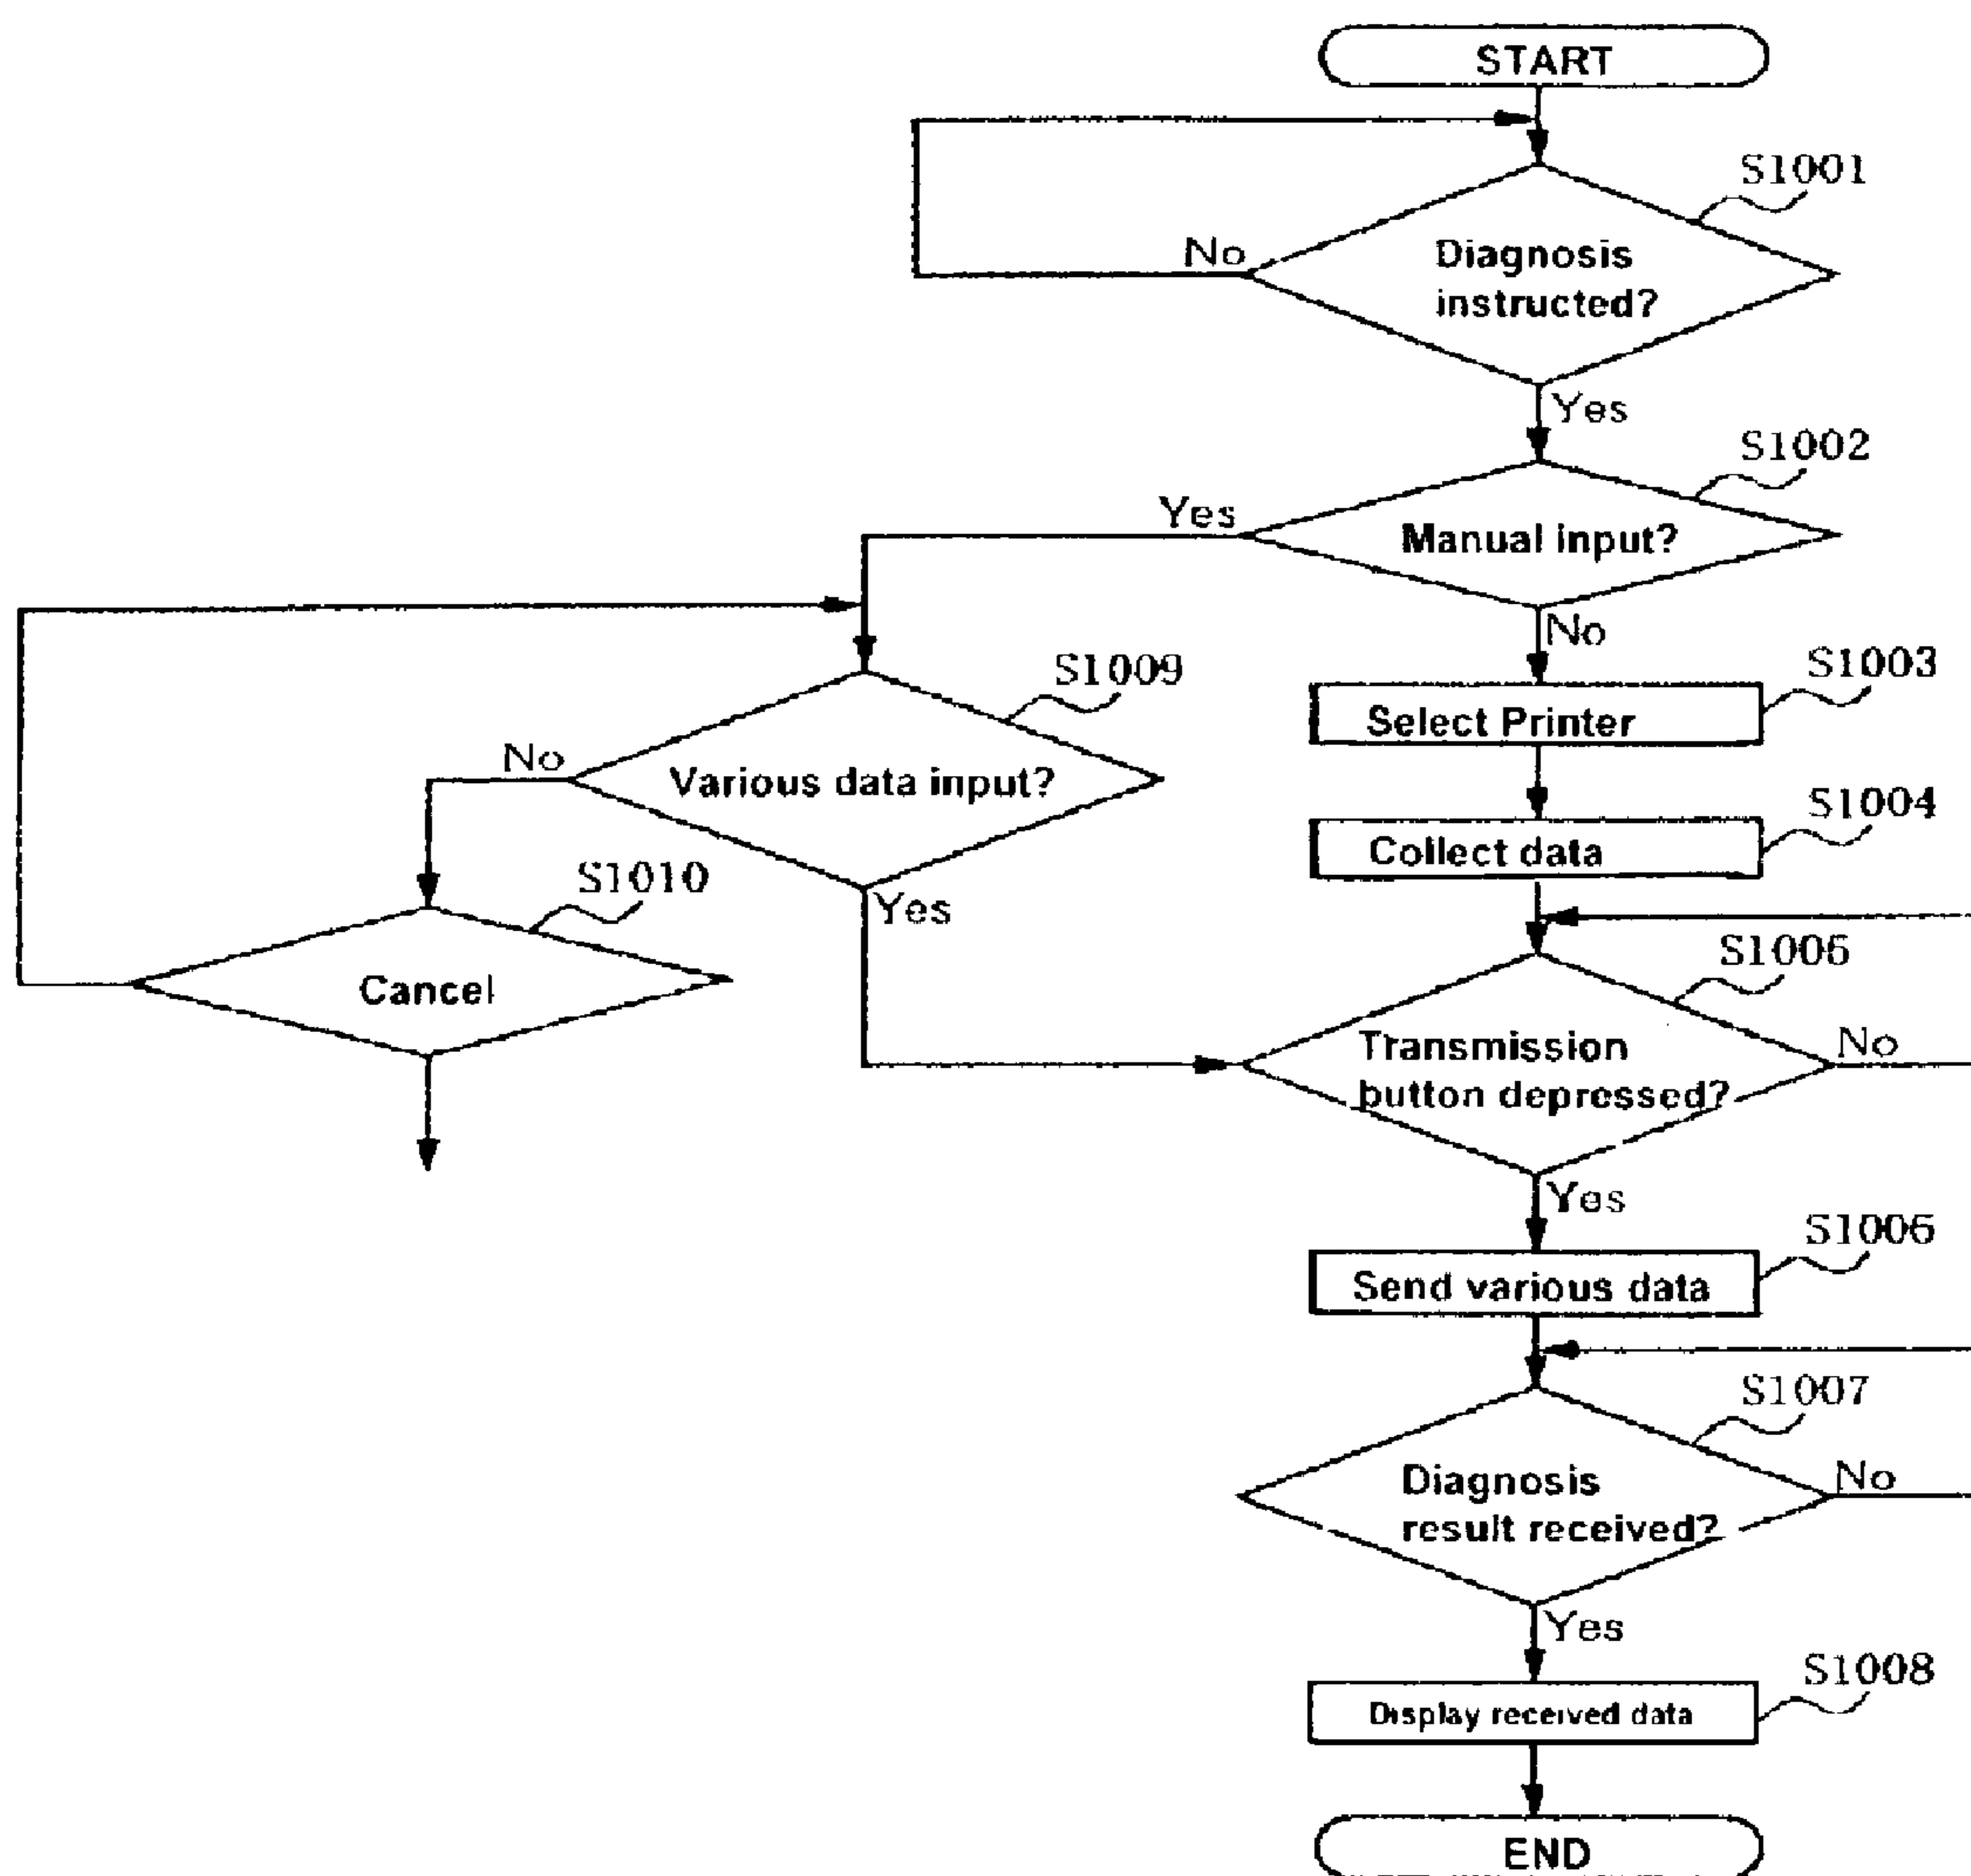 START
S1001
No
Diagnosis
instructed?
Yes
S1002
Yes
Manual input?
No
S1003
Select Printer
S1009
No
Various data input?
S1004
Collect data
S1010
Yes
Cancel
S1006
Transmission
button depressed?
No
Yes
S1006
Send various data
S1007
Diagnosis
result received?
No
Yes
S1008
Display received data
END